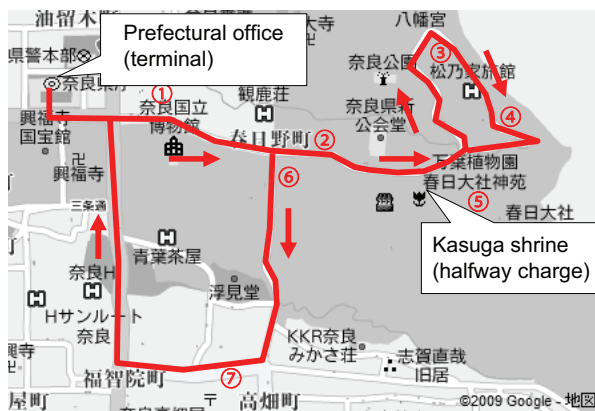 油留木町
八幡宮
大寺
県警本部
Prefectural office
(terminal)
奈良公園
③
松乃家旅館
①
奈良国立
博物館
観鹿荘
奈良県新
公会堂
④
興福寺
国宝館
春日野町
②
卍
興福寺
万葉植物園
春日大社神苑
⑥
⑤
三条通
春日大社
Kasuga shrine
(halfway charge)
青葉茶屋
奈良H
浮見堂
Hサンルート
奈良
KKR奈良
みかさ荘
志賀直哉
旧居
興寺
卍
福智院町
⑦
屋町
高畑町
©2009 Google - 地図